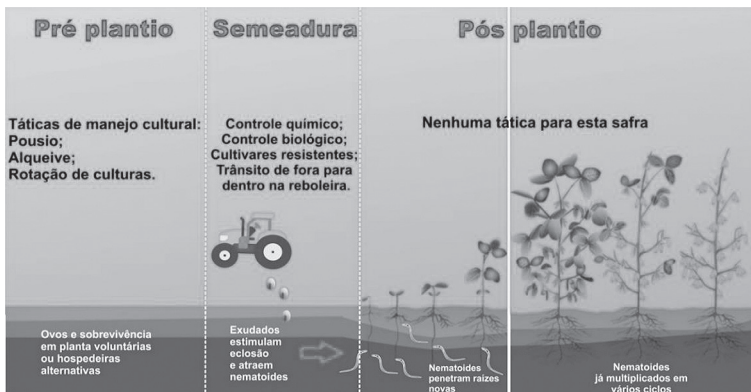 Pré plantio
Semeadura
Pós plantio
Táticas de manejo cultural:
Pousio;
Alqueive;
Rotação de culturas.
Controle químico;
Controle biológico;
Cultivares resistentes;
Trânsito de fora para
dentro na reboleira.
Nenhuma tática para esta safra
Ovos e sobrevivência
em planta voluntárias
ou hospedeiras
alternativas
Exudados
estimulam
eclosão
e atraem
nematoides
Nematoides
penetram raízes
novas
Nematoides
já multiplicados em
vários ciclos